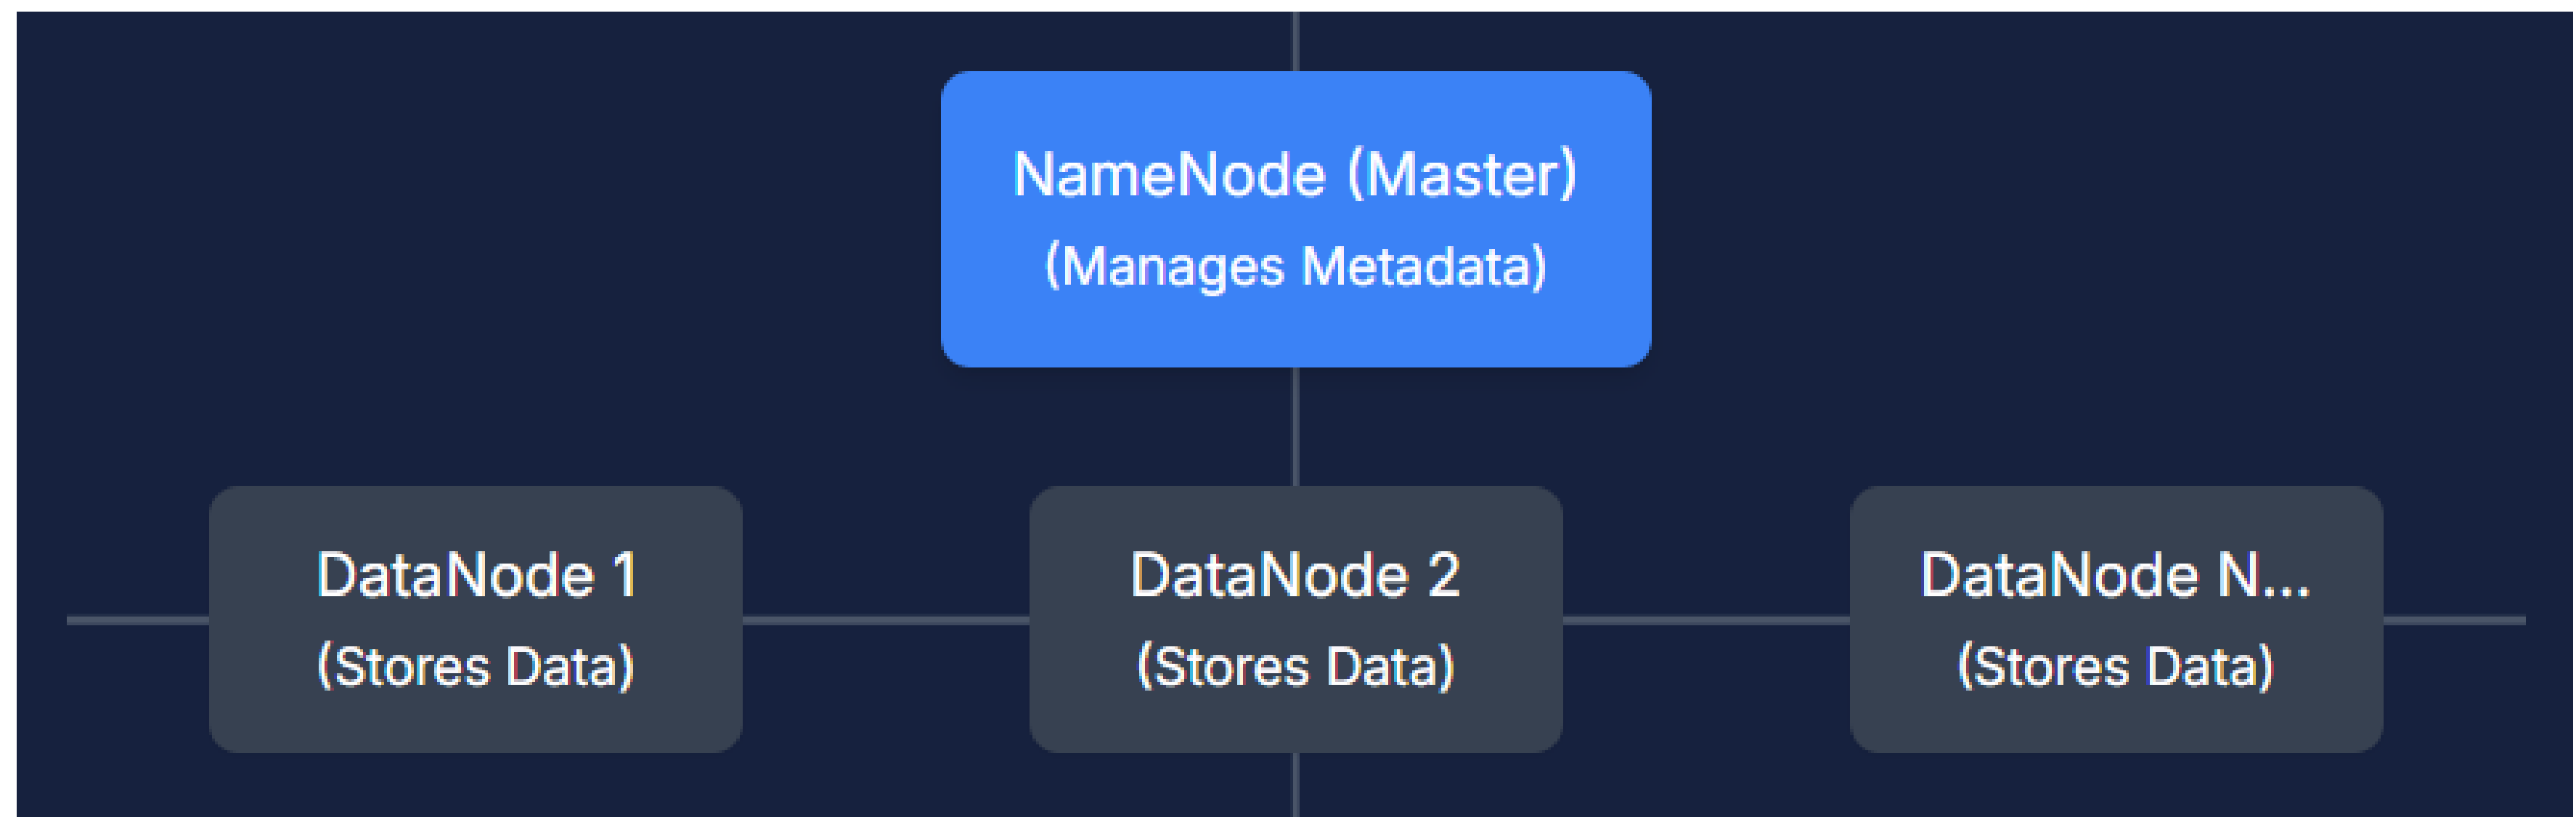 NameNode (Master)
(Manages Metadata)
DataNode 1
(Stores Data)
DataNode 2
(Stores Data)
DataNode N...
(Stores Data)